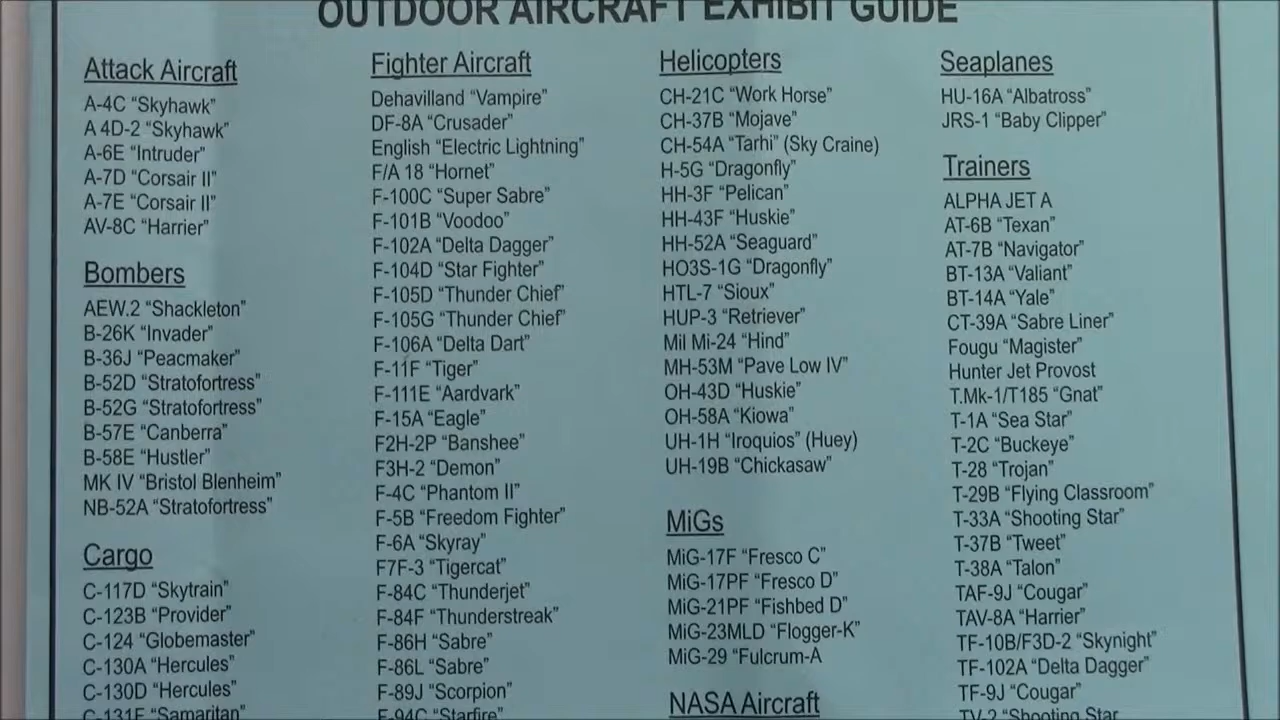 OUTDOOR AIRCRAFT EXHIBIT GUIDE
Attack Aircraft
A-4C “Skyhawk”
A 4D-2 “Skyhawk”
A-6E “Intruder”
A-7D “Corsair II”
A-7E “Corsair II”
AV-8C “Harrier”
Bombers
AEW.2 “Shackleton”
B-26K “Invader”
B-36J “Peacmaker”
B-52D “Stratofortress”
B-52G “Stratofortress”
B-57E “Canberra”
B-58E “Hustler”
MK IV “Bristol Blenheim”
NB-52A “Stratofortress”
Cargo
C-117D “Skytrain”
C-123B “Provider”
C-124 “Globemaster”
C-130A “Hercules”
C-130D “Hercules”
C-131F “Samaritan”
Fighter Aircraft
Dehavilland “Vampire”
DF-8A “Crusader”
English “Electric Lightning”
F/A 18 “Hornet”
F-100C “Super Sabre”
F-101B “Voodoo”
F-102A “Delta Dagger”
F-104D “Star Fighter”
F-105D “Thunder Chief”
F-105G “Thunder Chief”
F-106A “Delta Dart”
F-11F “Tiger”
F-111E “Aardvark”
F-15A “Eagle”
F2H-2P “Banshee”
F3H-2 “Demon”
F-4C “Phantom II”
F-5B “Freedom Fighter”
F-6A “Skyray”
F7F-3 “Tigercat”
F-84C “Thunderjet”
F-84F “Thunderstreak”
F-86H “Sabre”
F-86L “Sabre”
F-89J “Scorpion”
F-94C “Starfire”
Helicopters
CH-21C “Work Horse”
CH-37B “Mojave”
CH-54A “Tarhi” (Sky Craine)
H-5G “Dragonfly”
HH-3F “Pelican”
HH-43F “Huskie”
HH-52A “Seaguard”
HO3S-1G “Dragonfly”
HTL-7 “Sioux”
HUP-3 “Retriever”
Mil Mi-24 “Hind”
MH-53M “Pave Low IV”
OH-43D “Huskie”
OH-58A “Kiowa”
UH-1H “Iroquios” (Huey)
UH-19B “Chickasaw”
MiGs
MiG-17F “Fresco C”
MiG-17PF “Fresco D”
MiG-21PF “Fishbed D”
MiG-23MLD “Flogger-K”
MiG-29 “Fulcrum-A
NASA Aircraft
Seaplanes
HU-16A “Albatross”
JRS-1 “Baby Clipper”
Trainers
ALPHA JET A
AT-6B “Texan”
AT-7B “Navigator”
BT-13A “Valiant”
BT-14A “Yale”
CT-39A “Sabre Liner”
Fougu “Magister”
Hunter Jet Provost
T.Mk-1/T185 “Gnat”
T-1A “Sea Star”
T-2C “Buckeye”
T-28 “Trojan”
T-29B “Flying Classroom”
T-33A “Shooting Star”
T-37B “Tweet”
T-38A “Talon”
TAF-9J “Cougar”
TAV-8A “Harrier”
TF-10B/F3D-2 “Skynight”
TF-102A “Delta Dagger”
TF-9J “Cougar”
TV-2 “Shooting Star